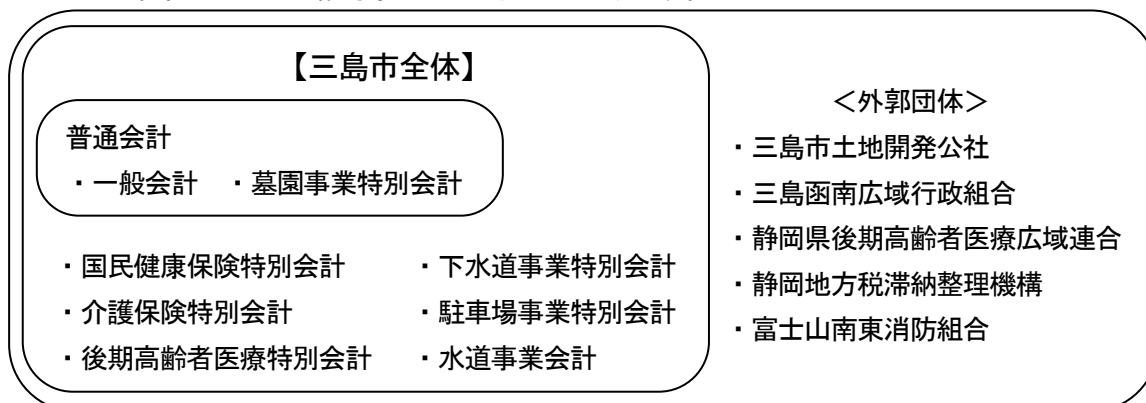 【三島市全体】
普通会計
・一般会計 ・墓園事業特別会計
・国民健康保険特別会計 ・下水道事業特別会計
・介護保険特別会計 ・駐車場事業特別会計
・後期高齢者医療特別会計 ・水道事業会計
＜外郭団体＞
・三島市土地開発公社
・三島函南広域行政組合
・静岡県後期高齢者医療広域連合
・静岡地方税滞納整理機構
・富士山南東消防組合